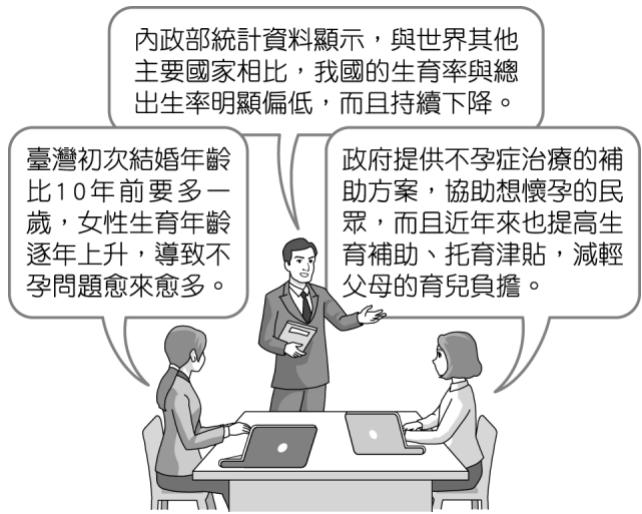 內政部統計資料顯示，與世界其他
主要國家相比，我國的生育率與總
出生率明顯偏低，而且持續下降。
臺灣初次結婚年齡
比10年前要多一
歲，女性生育年齡
逐年上升，導致不
孕問題愈來愈多。
政府提供不孕症治療的補
助方案，協助想懷孕的民
眾，而且近年來也提高生
育補助、托育津貼，減輕
父母的育兒負擔。